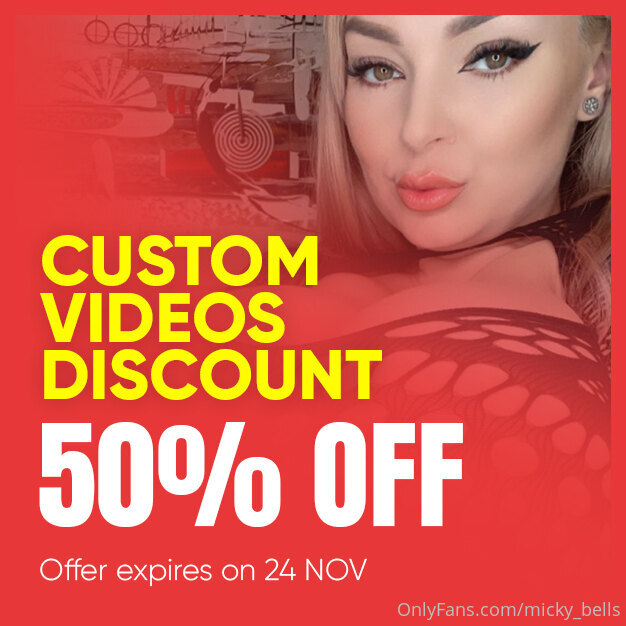 CUSTOM
VIDEOS
DISCOUNT
50% OFF
Offer expires on 24 NOV
OnlyFans.com/micky_bells